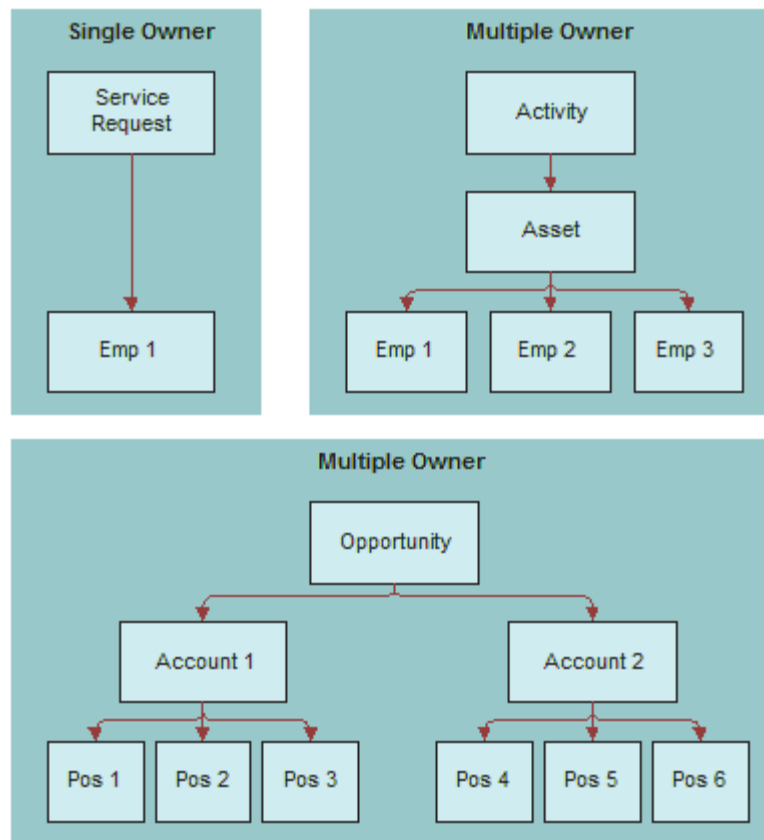 Single Owner
Service
Request
Emp 1
Multiple Owner
Activity
Asset
Emp 1
Emp 2
Emp 3
Multiple Owner
Opportunity
Account 1
Account 2
Pos 1
Pos 2
Pos 3
Pos 4
Pos 5
Pos 6